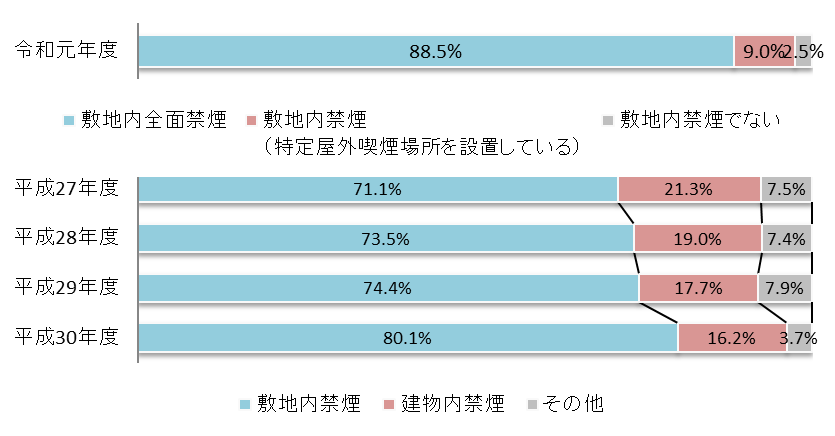 令和元年度 88.5% 9.0% 2.5%
敷地内全面禁煙 敷地内禁煙 敷地内禁煙でない
（特定屋外喫煙場所を設置している）
平成27年度 71.1% 21.3% 7.5%
平成28年度 73.5% 19.0% 7.4%
平成29年度 74.4% 17.7% 7.9%
平成30年度 80.1% 16.2% 3.7%
敷地内禁煙 建物内禁煙 その他